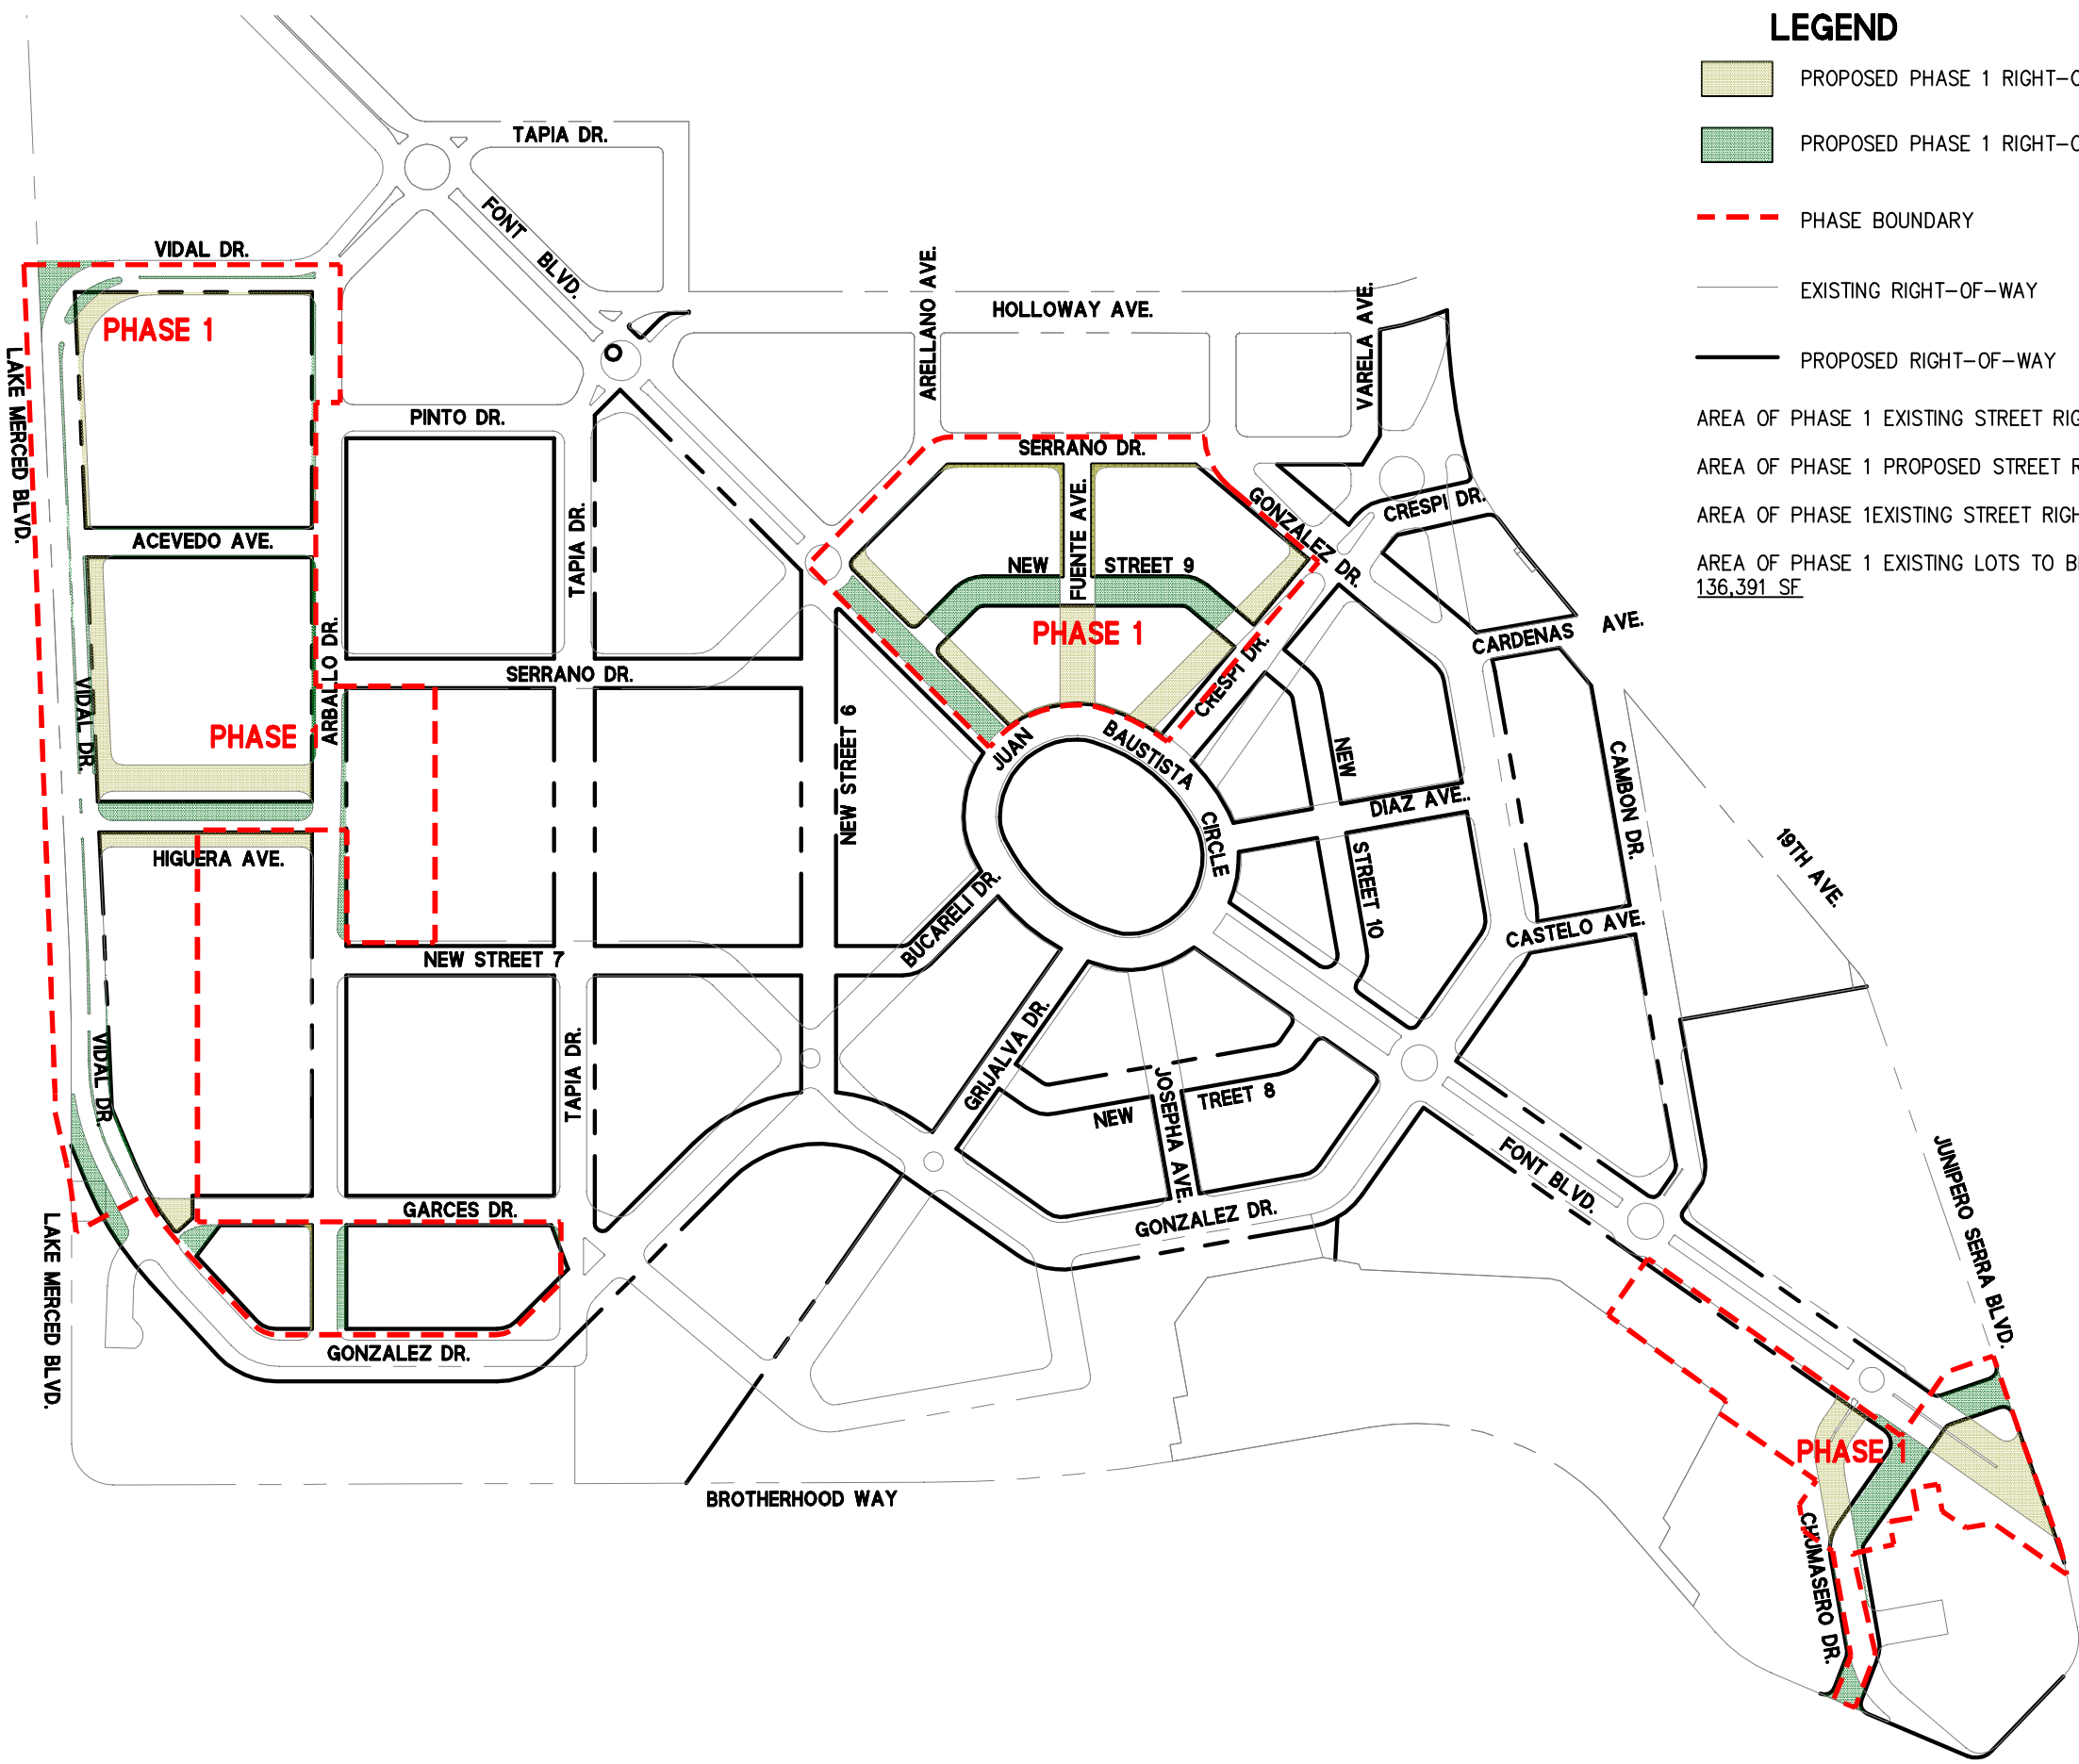 LEGEND
PROPOSED PHASE 1 RIGHT-O
PROPOSED PHASE 1 RIGHT-O
PHASE BOUNDARY
EXISTING RIGHT-OF-WAY
PROPOSED RIGHT-OF-WAY
AREA OF PHASE 1 EXISTING STREET RIG
AREA OF PHASE 1 PROPOSED STREET R
AREA OF PHASE 1EXISTING STREET RIGH
AREA OF PHASE 1 EXISTING LOTS TO B
136,391 SF
TAPIA DR.
FONT BLVD.
VIDAL DR.
PHASE 1
LAKE MERCED BLVD.
ARELLANO AVE.
HOLLOWAY AVE.
VARELA AVE.
PINTO DR.
SERRANO DR.
GONZALEZ DR.
CRESPI DR.
ACEVEDO AVE.
TAPIA DR.
NEW STREET 9
FUENTE AVE.
PHASE 1
CARDENAS AVE.
ARBALLO DR.
SERRANO DR.
CRESPI DR.
VIDAL DR.
PHASE 1
NEW STREET 6
JUAN BAUSTISTA CIRCLE
NEW STREET 10
DIAZ AVE..
CAMBON DR.
19TH AVE.
HIGUERA AVE.
BUCARELI DR.
CASTELO AVE.
NEW STREET 7
VIDAL DR
TAPIA DR.
GRIJALVA DR.
NEW TREET 8
JOSEPHA AVE.
FONT BLVD.
JUNIPERO SERRA BLVD.
GARCES DR.
GONZALEZ DR.
LAKE MERCED BLVD.
GONZALEZ DR.
PHASE 1
BROTHERHOOD WAY
CHUMASERO DR.